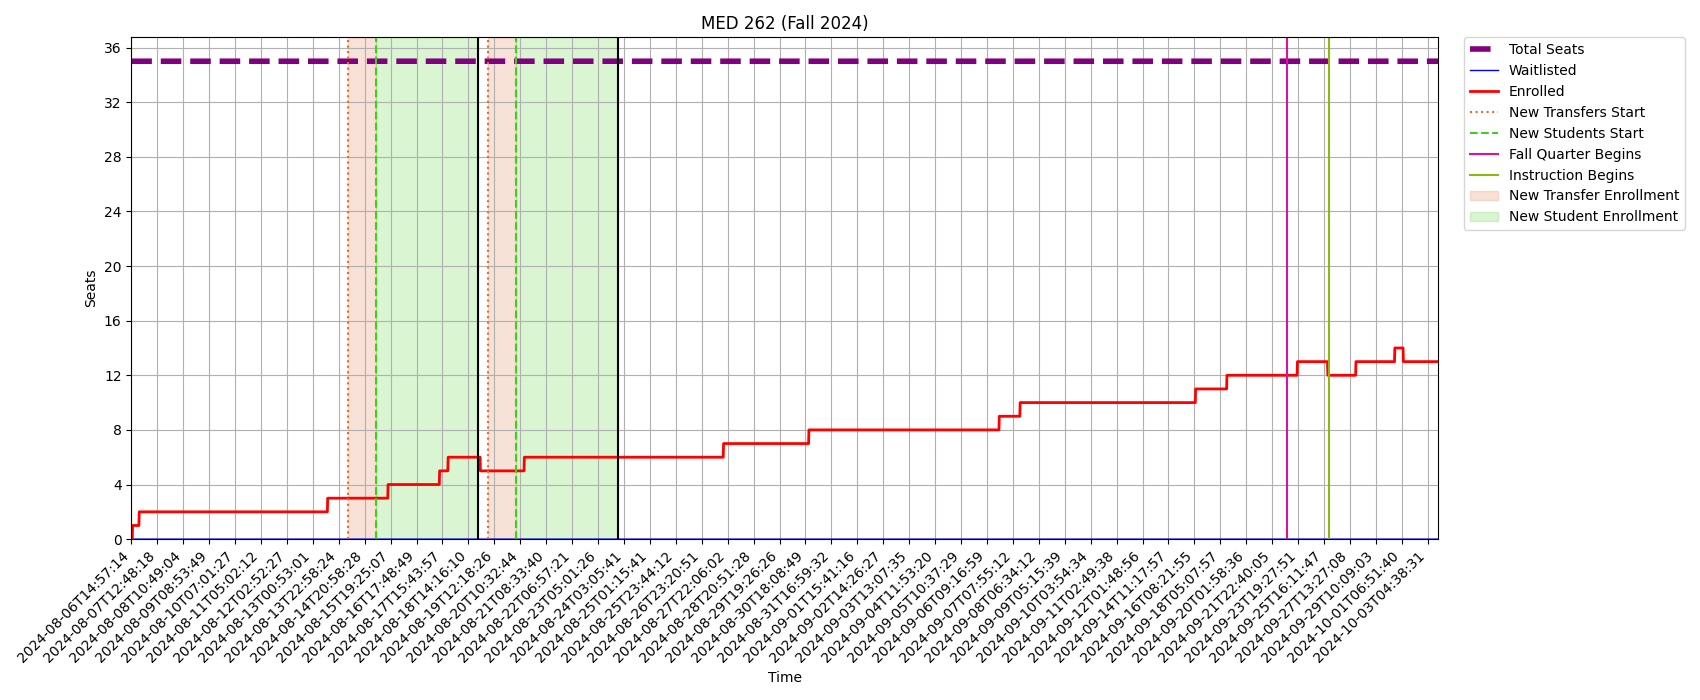 MED 262 (Fall 2024)
Seats
36
32
28
24
20
16
12
8
4
0
2024-08-06T14:57:14
2024-08-07T12:48:18
2024-08-08T10:49:04
2024-08-09T08:53:49
2024-08-10T07:01:27
2024-08-11T05:02:12
2024-08-12T02:52:27
2024-08-13T00:53:01
2024-08-13T22:58:24
2024-08-14T20:58:28
2024-08-15T19:25:07
2024-08-16T17:48:49
2024-08-17T15:43:57
2024-08-18T14:16:10
2024-08-19T12:18:26
2024-08-20T10:32:44
2024-08-21T08:33:40
2024-08-22T06:57:21
2024-08-23T05:01:26
2024-08-24T03:05:41
2024-08-25T01:15:41
2024-08-25T23:44:12
2024-08-26T23:20:51
2024-08-27T22:06:02
2024-08-28T20:51:28
2024-08-29T19:26:26
2024-08-30T18:08:49
2024-08-31T16:59:32
2024-09-01T15:41:16
2024-09-02T14:26:27
2024-09-03T13:07:35
2024-09-04T11:53:20
2024-09-05T10:37:29
2024-09-06T09:16:59
2024-09-07T07:55:12
2024-09-08T06:34:12
2024-09-09T05:15:39
2024-09-10T03:54:34
2024-09-11T02:49:38
2024-09-12T01:48:56
2024-09-14T11:17:57
2024-09-16T08:21:55
2024-09-18T05:07:57
2024-09-20T01:58:36
2024-09-21T22:40:05
2024-09-23T19:27:51
2024-09-25T16:11:47
2024-09-27T13:27:08
2024-09-29T10:09:03
2024-10-01T06:51:40
2024-10-03T04:38:31
Time
Total Seats
Waitlisted
Enrolled
New Transfers Start
New Students Start
Fall Quarter Begins
Instruction Begins
New Transfer Enrollment
New Student Enrollment